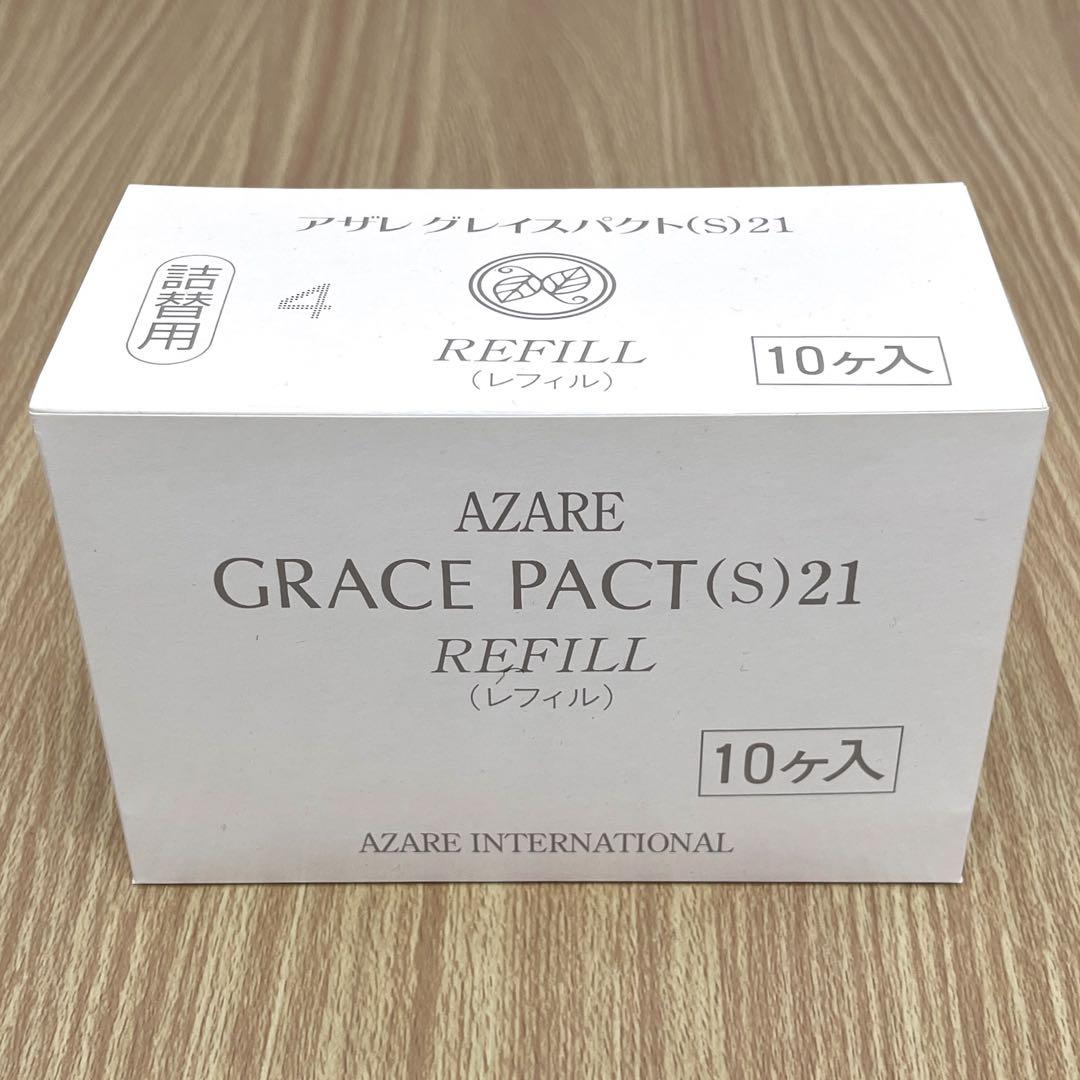 アザレ グレイスパクト(S)21
詰替用
4
REFILL
(レフィル)
10ヶ入
AZARE
GRACE PACT(S)21
REFILL
(レフィル)
10ヶ入
AZARE INTERNATIONAL